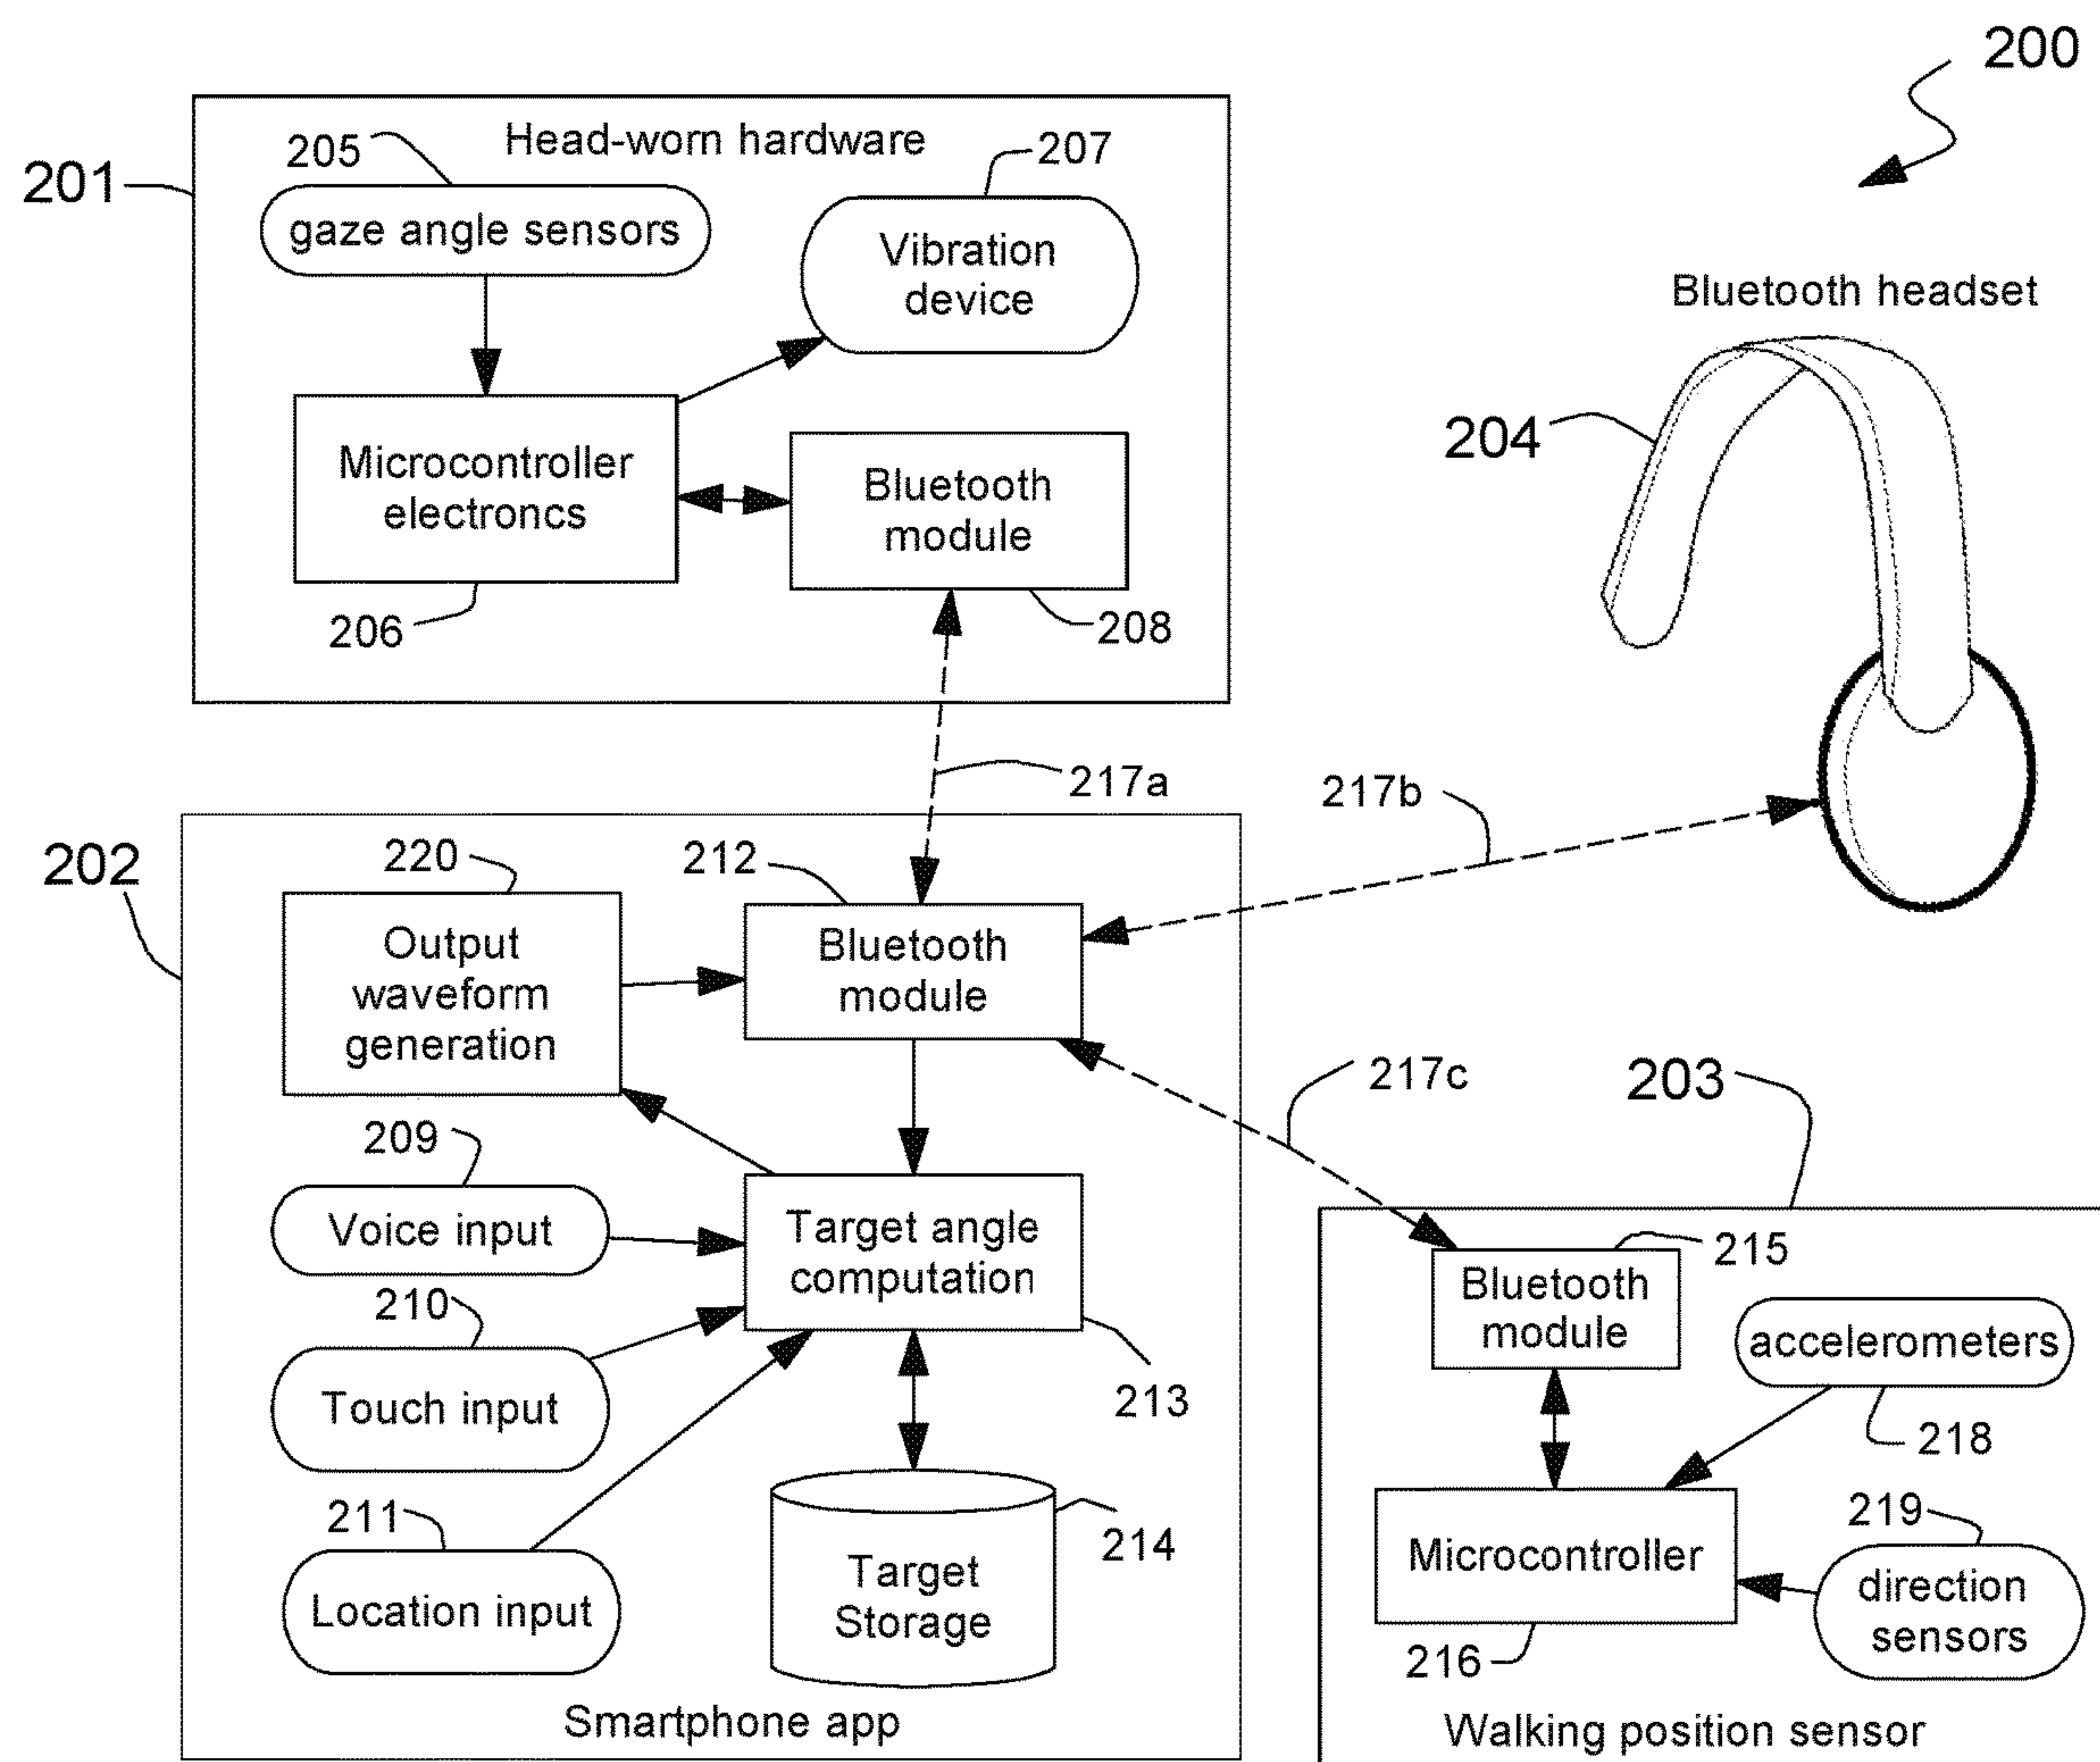 200
201
Head-worn hardware
205
207
gaze angle sensors
Vibration
device
Bluetooth headset
204
Microcontroller
electroncs
Bluetooth
module
206
208
217a
217b
202
220
212
Output
waveform
generation
Bluetooth
module
217c
203
209
Voice input
Target angle
computation
215
Bluetooth
module
210
accelerometers
Touch input
213
218
211
214
219
Location input
Target
Storage
Microcontroller
direction
sensors
216
Smartphone app
Walking position sensor